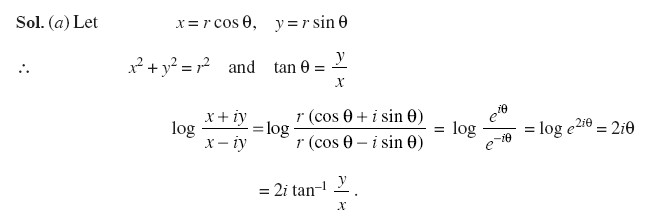 Sol. (a) Let x = r cos θ, y = r sin θ
∴ x² + y² = r² and tan θ = y/x
log (x + iy)/(x − iy) = log r (cos θ + i sin θ)/r (cos θ − i sin θ) = log e^{iθ}/e^{−iθ} = log e^{2iθ} = 2iθ
= 2i tan⁻¹ y/x .